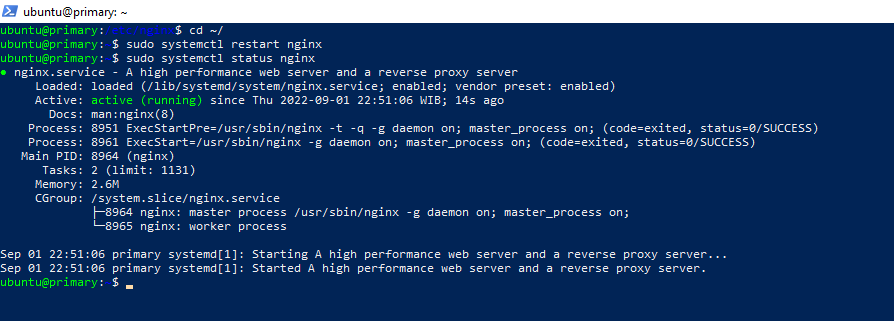 ubuntu@primary: ~
ubuntu@primary:/etc/nginx$ cd ~/
ubuntu@primary:~$ sudo systemctl restart nginx
ubuntu@primary:~$ sudo systemctl status nginx
● nginx.service - A high performance web server and a reverse proxy server
Loaded: loaded (/lib/systemd/system/nginx.service; enabled; vendor preset: enabled)
Active: active (running) since Thu 2022-09-01 22:51:06 WIB; 14s ago
Docs: man:nginx(8)
Process: 8951 ExecStartPre=/usr/sbin/nginx -t -q -g daemon on; master_process on; (code=exited, status=0/SUCCESS)
Process: 8961 ExecStart=/usr/sbin/nginx -g daemon on; master_process on; (code=exited, status=0/SUCCESS)
Main PID: 8964 (nginx)
Tasks: 2 (limit: 1131)
Memory: 2.6M
CGroup: /system.slice/nginx.service
├─8964 nginx: master process /usr/sbin/nginx -g daemon on; master_process on;
└─8965 nginx: worker process
Sep 01 22:51:06 primary systemd[1]: Starting A high performance web server and a reverse proxy server...
Sep 01 22:51:06 primary systemd[1]: Started A high performance web server and a reverse proxy server.
ubuntu@primary:~$